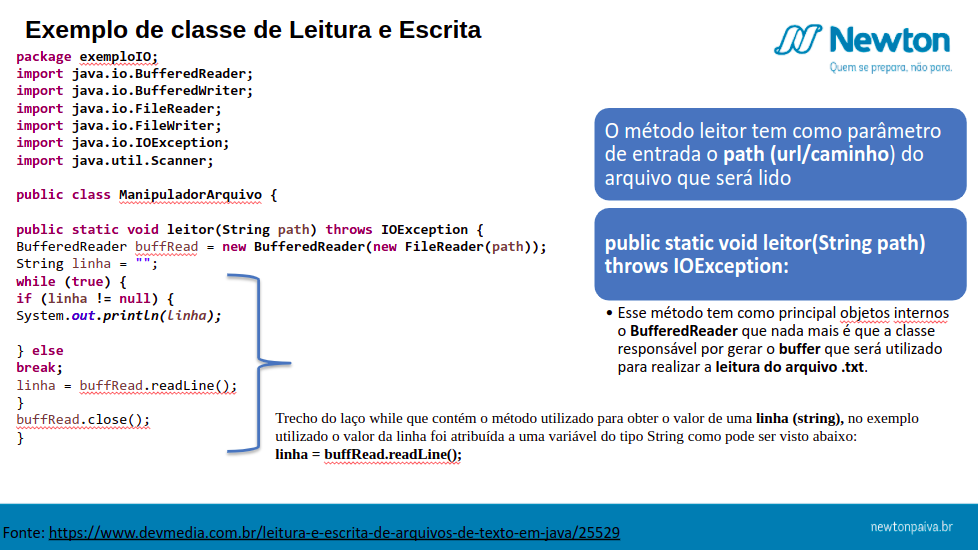 Exemplo de classe de Leitura e Escrita
Newton
Quem se prepara, não para.
package exemploIO;
import java.io.BufferedReader;
import java.io.BufferedWriter;
import java.io.FileReader;
import java.io.FileWriter;
import java.io.IOException;
import java.util.Scanner;
public class ManipuladorArquivo {
public static void leitor(String path) throws IOException {
BufferedReader buffRead = new BufferedReader(new FileReader(path));
String linha = "";
while (true) {
if (linha != null) {
System.out.println(linha);
} else
break;
linha = buffRead.readLine();
}
buffRead.close();
}
O método leitor tem como parâmetro
de entrada o path (url/caminho) do
arquivo que será lido
public static void leitor(String path)
throws IOException:
• Esse método tem como principal objetos internos
o BufferedReader que nada mais é que a classe
responsável por gerar o buffer que será utilizado
para realizar a leitura do arquivo .txt.
Trecho do laço while que contém o método utilizado para obter o valor de uma linha (string), no exemplo
utilizado o valor da linha foi atribuída a uma variável do tipo String como pode ser visto abaixo:
linha = buffRead.readLine();
Fonte: https://www.devmedia.com.br/leitura-e-escrita-de-arquivos-de-texto-em-java/25529
newtonpaiva.br